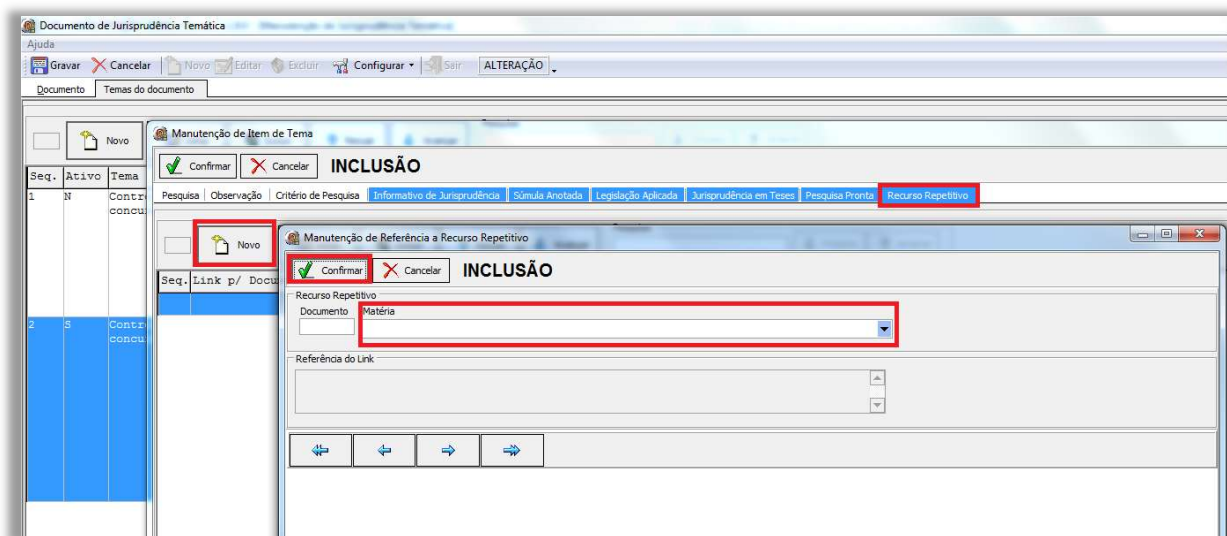 Documento de Jurisprudência Temática
Ajuda
Gravar Cancelar Novo Editar Excluir Configurar Sair ALTERAÇÃO
Documento Temas do documento
Novo
Manutenção de Item de Tema
Confirmar Cancelar INCLUSÃO
Seq. Ativo Tema
Pesquisa Observação Critério de Pesquisa Informativo de Jurisprudência Súmula Anotada Legislação Aplicada Jurisprudência em Teses Pesquisa Pronta Recurso Repetitivo
1 N Contr
concu
Novo
Manutenção de Referência a Recurso Repetitivo
Confirmar Cancelar INCLUSÃO
Seq. Link p/ Docu
Recurso Repetitivo
Documento Matéria
2 S Contr
concu
Referência do Link